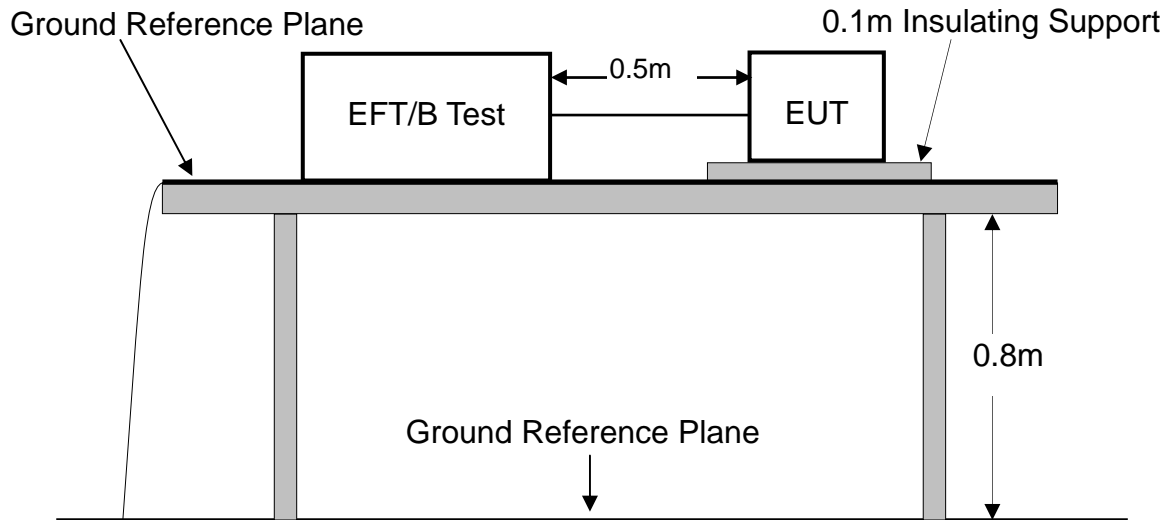 Ground Reference Plane
0.1m Insulating Support
0.5m
EFT/B Test
EUT
0.8m
Ground Reference Plane